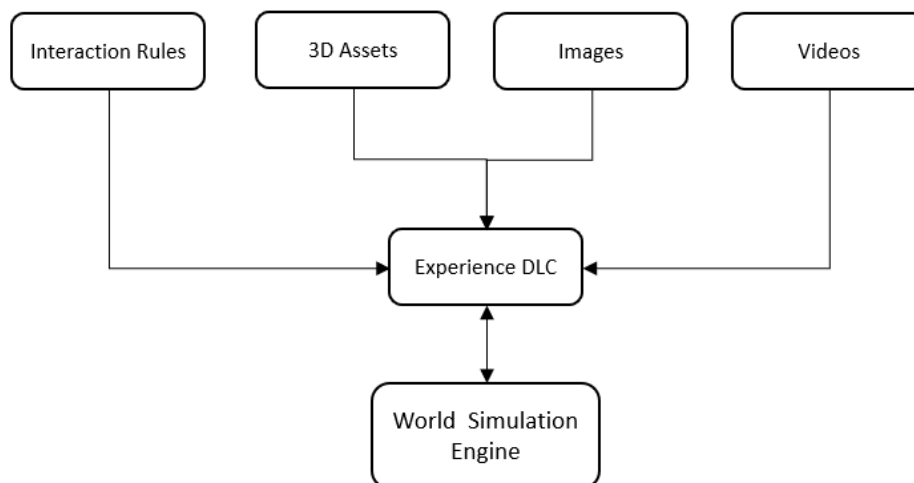 Interaction Rules
3D Assets
Images
Videos
Experience DLC
World Simulation
Engine